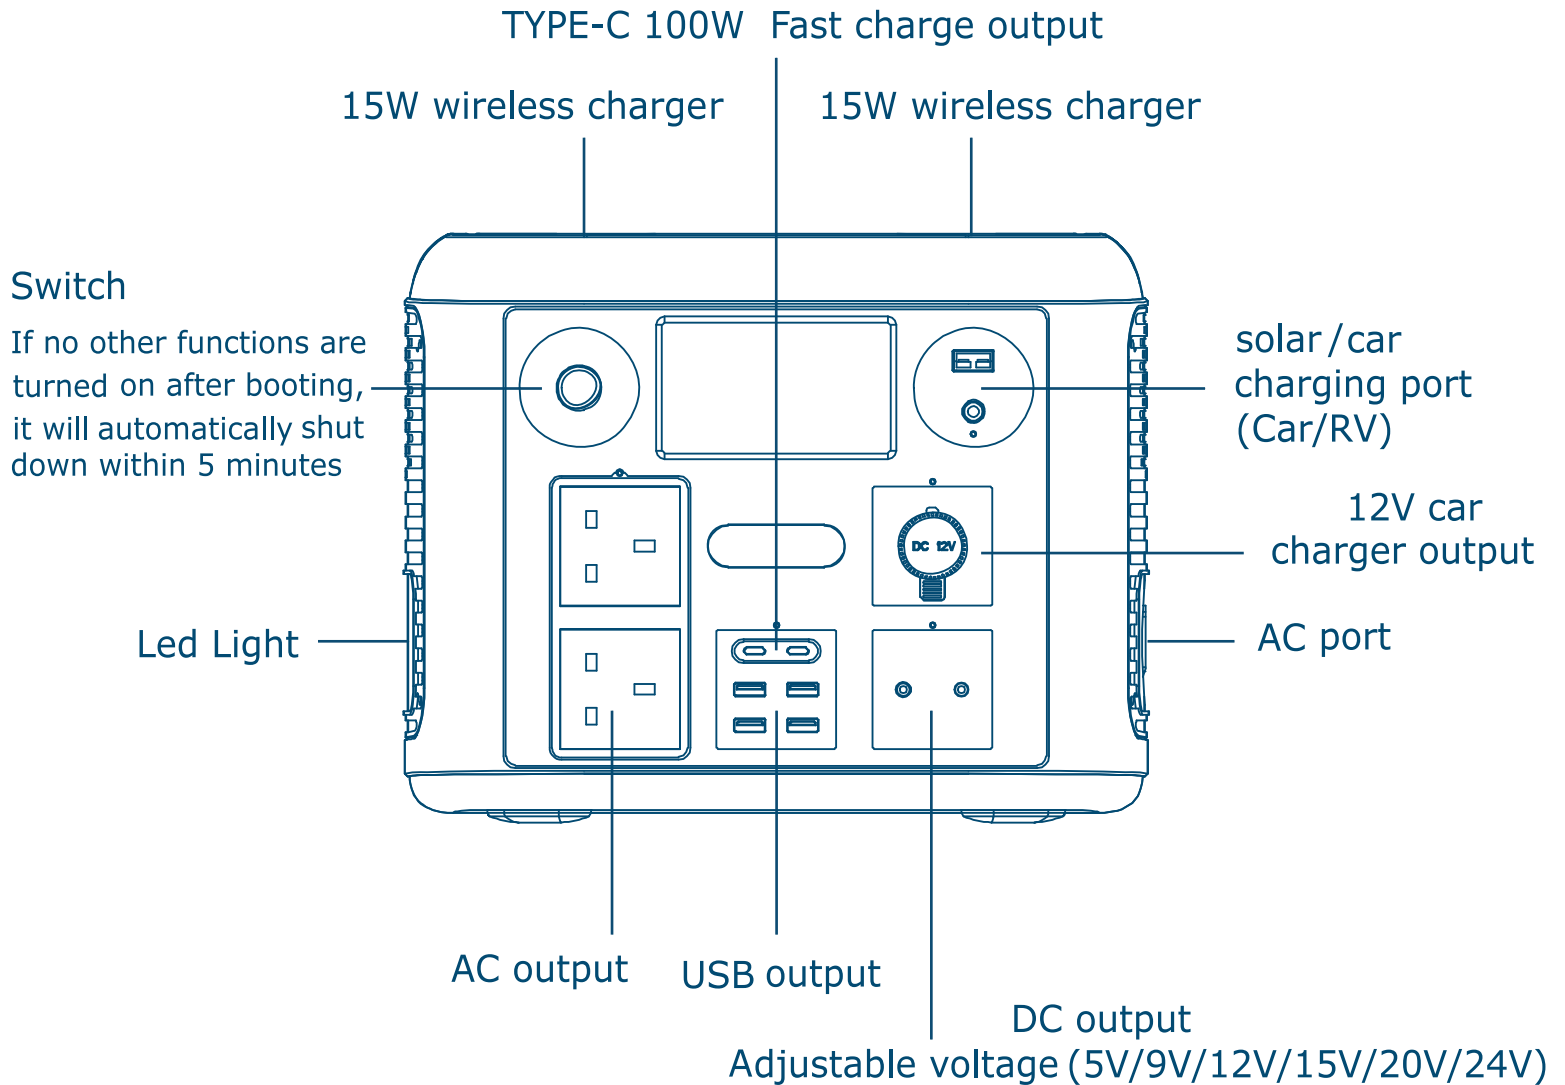 TYPE-C 100W Fast charge output
15W wireless charger
15W wireless charger
Switch
If no other functions are
turned on after booting,
it will automatically shut
down within 5 minutes
solar/car
charging port
(Car/RV)
12V car
charger output
DC 12V
Led Light
AC port
AC output
USB output
DC output
Adjustable voltage (5V/9V/12V/15V/20V/24V)